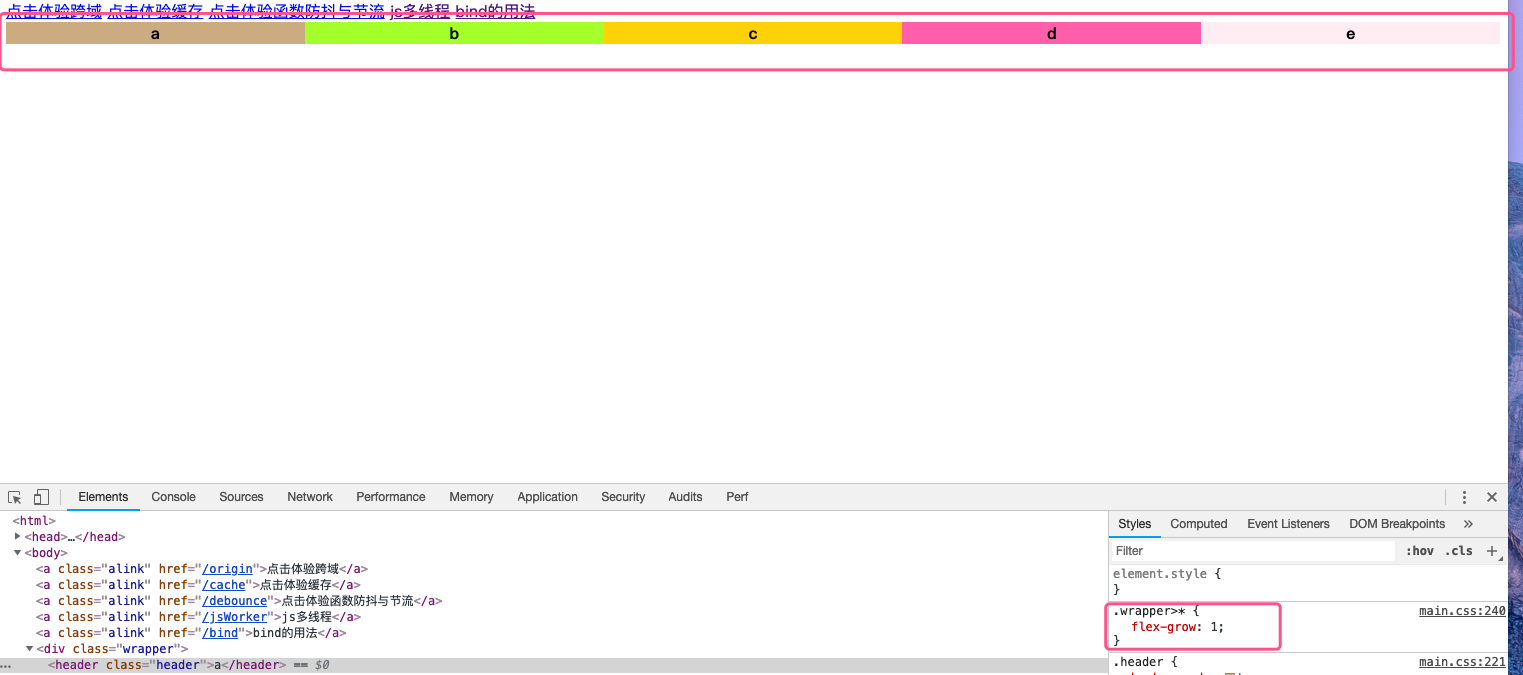 点击体验跨域 点击体验缓存 点击体验函数防抖与节流 js多线程 bind的用法
a b c d e
Elements Console Sources Network Performance Memory Application Security Audits Perf
<html>
<head>…</head>
<body>
<a class="alink" href="/origin">点击体验跨域</a>
<a class="alink" href="/cache">点击体验缓存</a>
<a class="alink" href="/debounce">点击体验函数防抖与节流</a>
<a class="alink" href="/jsWorker">js多线程</a>
<a class="alink" href="/bind">bind的用法</a>
<div class="wrapper">
… <header class="header">a</header> == $0
Styles Computed Event Listeners DOM Breakpoints »
Filter :hov .cls +
element.style {
}
.wrapper>* { main.css:240
flex-grow: 1;
}
.header { main.css:221